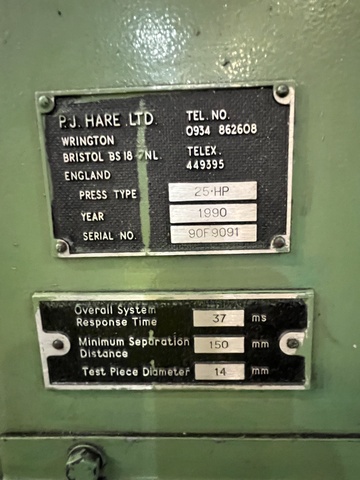 P.J. HARE LTD.
WRINGTON
BRISTOL BS18 7NL
ENGLAND
TEL. NO.
0934 862608
TELEX.
449395
PRESS TYPE 25·HP
YEAR 1990
SERIAL NO. 90F9091
Overall System
Response Time 37 ms
Minimum Separation
Distance 150 mm
Test Piece Diameter 14 mm